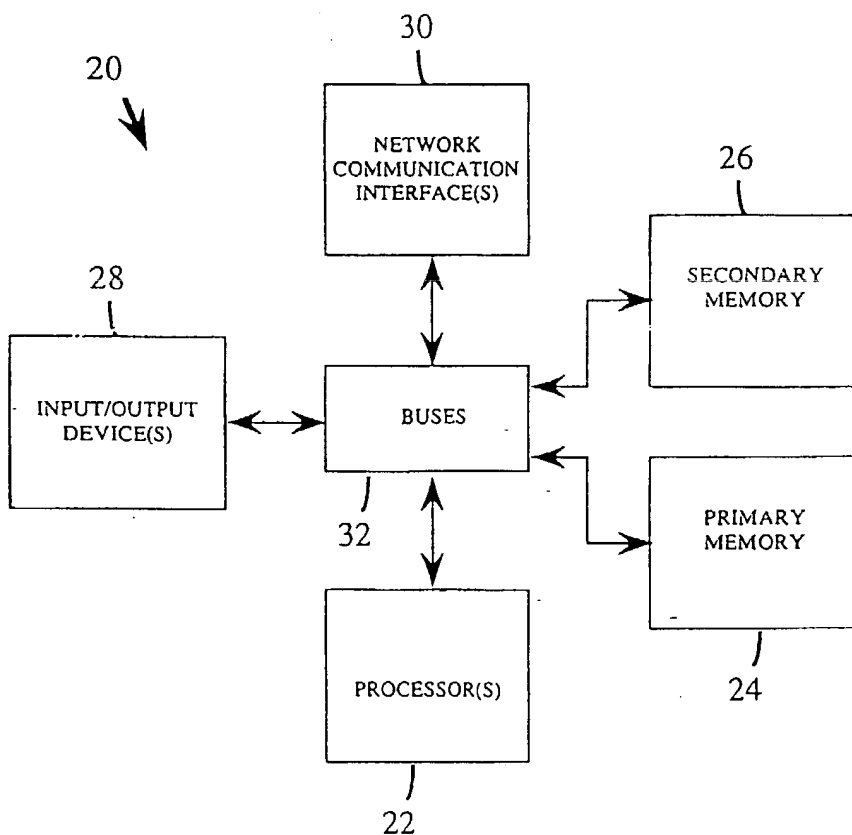 30
20
NETWORK
COMMUNICATION
INTERFACE(S)
26
SECONDARY
MEMORY
28
INPUT/OUTPUT
DEVICE(S)
BUSES
32
PRIMARY
MEMORY
24
PROCESSOR(S)
22